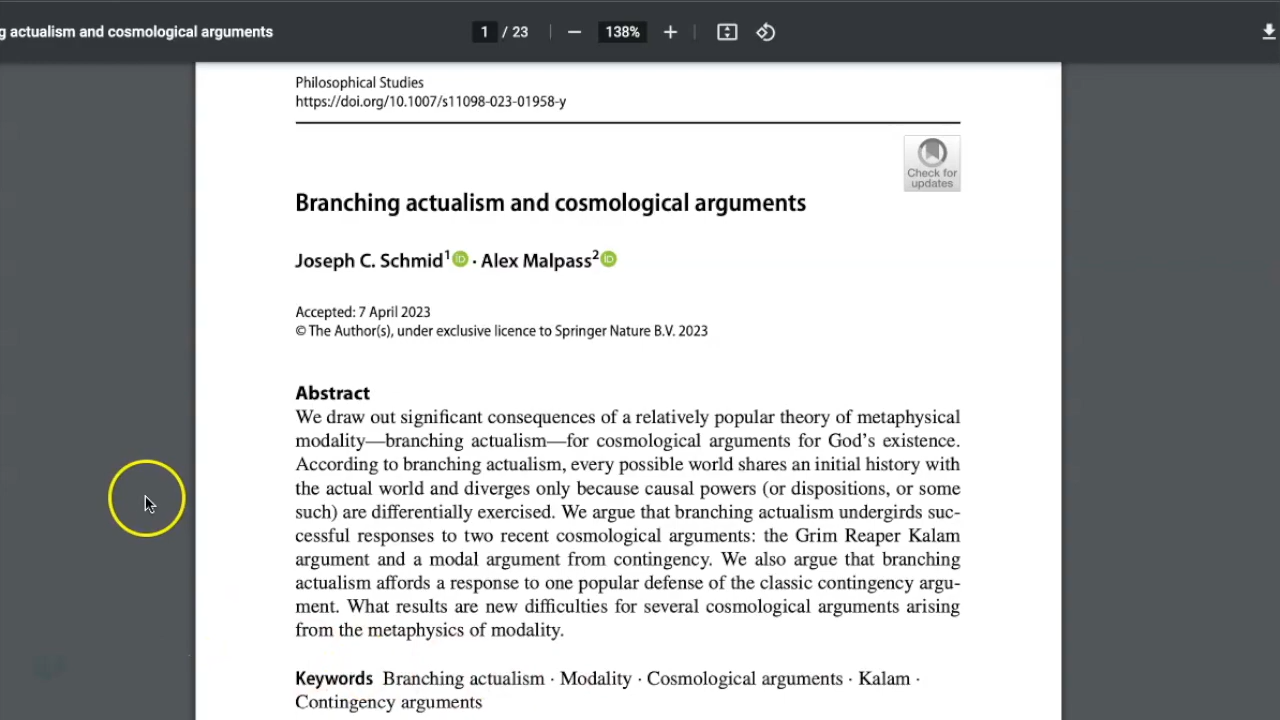 g actualism and cosmological arguments
1 / 23
138%
Philosophical Studies
https://doi.org/10.1007/s11098-023-01958-y
Check for
updates
Branching actualism and cosmological arguments
Joseph C. Schmid1 iD · Alex Malpass2 iD
Accepted: 7 April 2023
© The Author(s), under exclusive licence to Springer Nature B.V. 2023
Abstract
We draw out significant consequences of a relatively popular theory of metaphysical
modality—branching actualism—for cosmological arguments for God's existence.
According to branching actualism, every possible world shares an initial history with
the actual world and diverges only because causal powers (or dispositions, or some
such) are differentially exercised. We argue that branching actualism undergirds suc-
cessful responses to two recent cosmological arguments: the Grim Reaper Kalam
argument and a modal argument from contingency. We also argue that branching
actualism affords a response to one popular defense of the classic contingency argu-
ment. What results are new difficulties for several cosmological arguments arising
from the metaphysics of modality.
Keywords Branching actualism · Modality · Cosmological arguments · Kalam ·
Contingency arguments